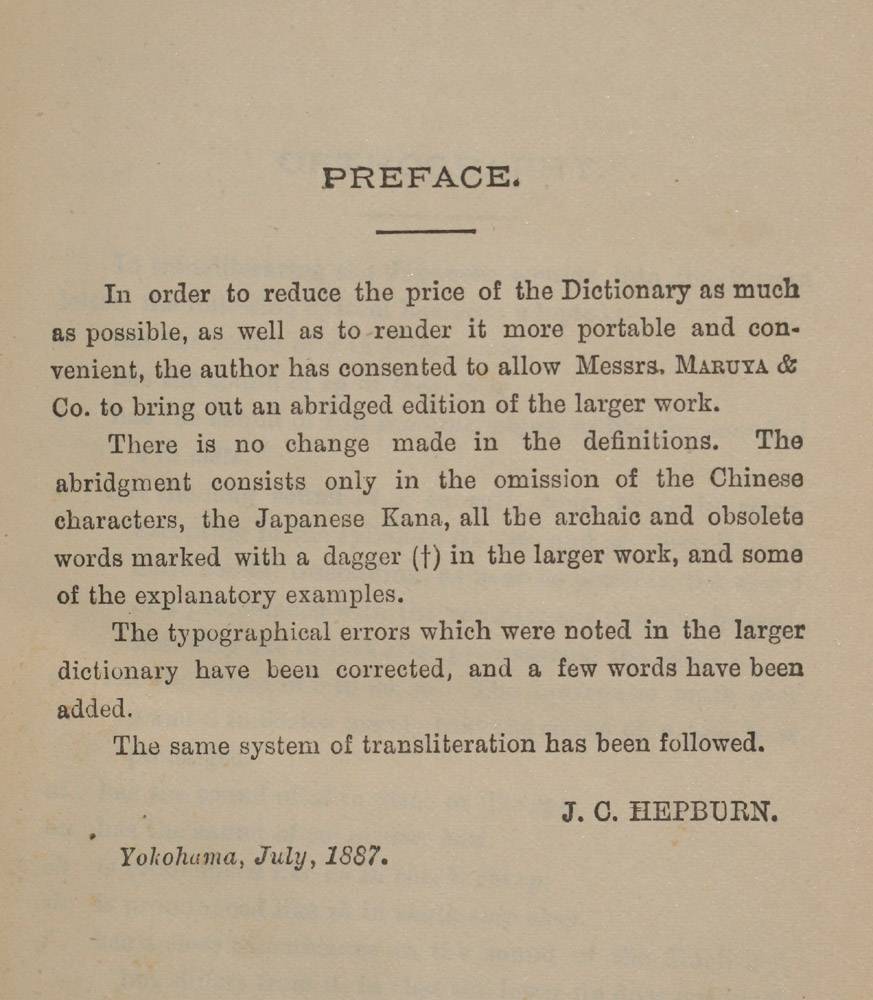 PREFACE.
In order to reduce the price of the Dictionary as much
as possible, as well as to render it more portable and con-
venient, the author has consented to allow Messrs. MARUYA &
Co. to bring out an abridged edition of the larger work.
There is no change made in the definitions. The
abridgment consists only in the omission of the Chinese
characters, the Japanese Kana, all the archaic and obsolete
words marked with a dagger (†) in the larger work, and some
of the explanatory examples.
The typographical errors which were noted in the larger
dictionary have been corrected, and a few words have been
added.
The same system of transliteration has been followed.
J. C. HEPBURN.
Yokohama, July, 1887.